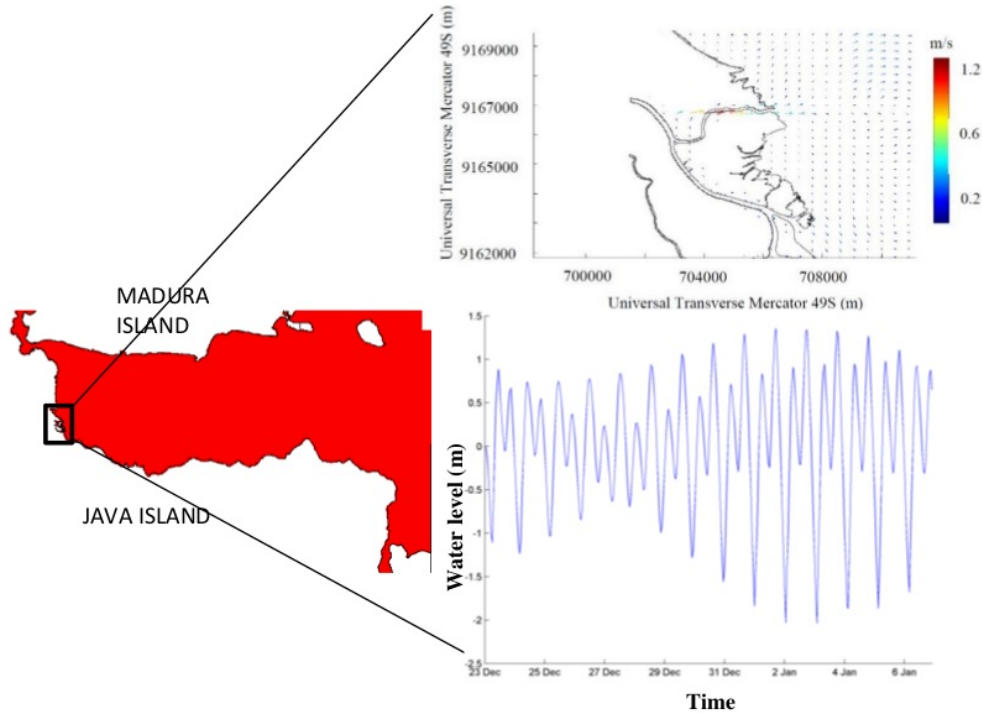 MADURA
ISLAND
JAVA ISLAND
Universal Transverse Mercator 49S (m)
9169000
9167000
9165000
9162000
700000
704000
708000
Universal Transverse Mercator 49S (m)
m/s
1.2
0.6
0.2
Water level (m)
1.5
1
0.5
0
-0.5
-1
-1.5
-2
-2.5
23 Dec
25 Dec
27 Dec
29 Dec
31 Dec
2 Jan
4 Jan
6 Jan
Time